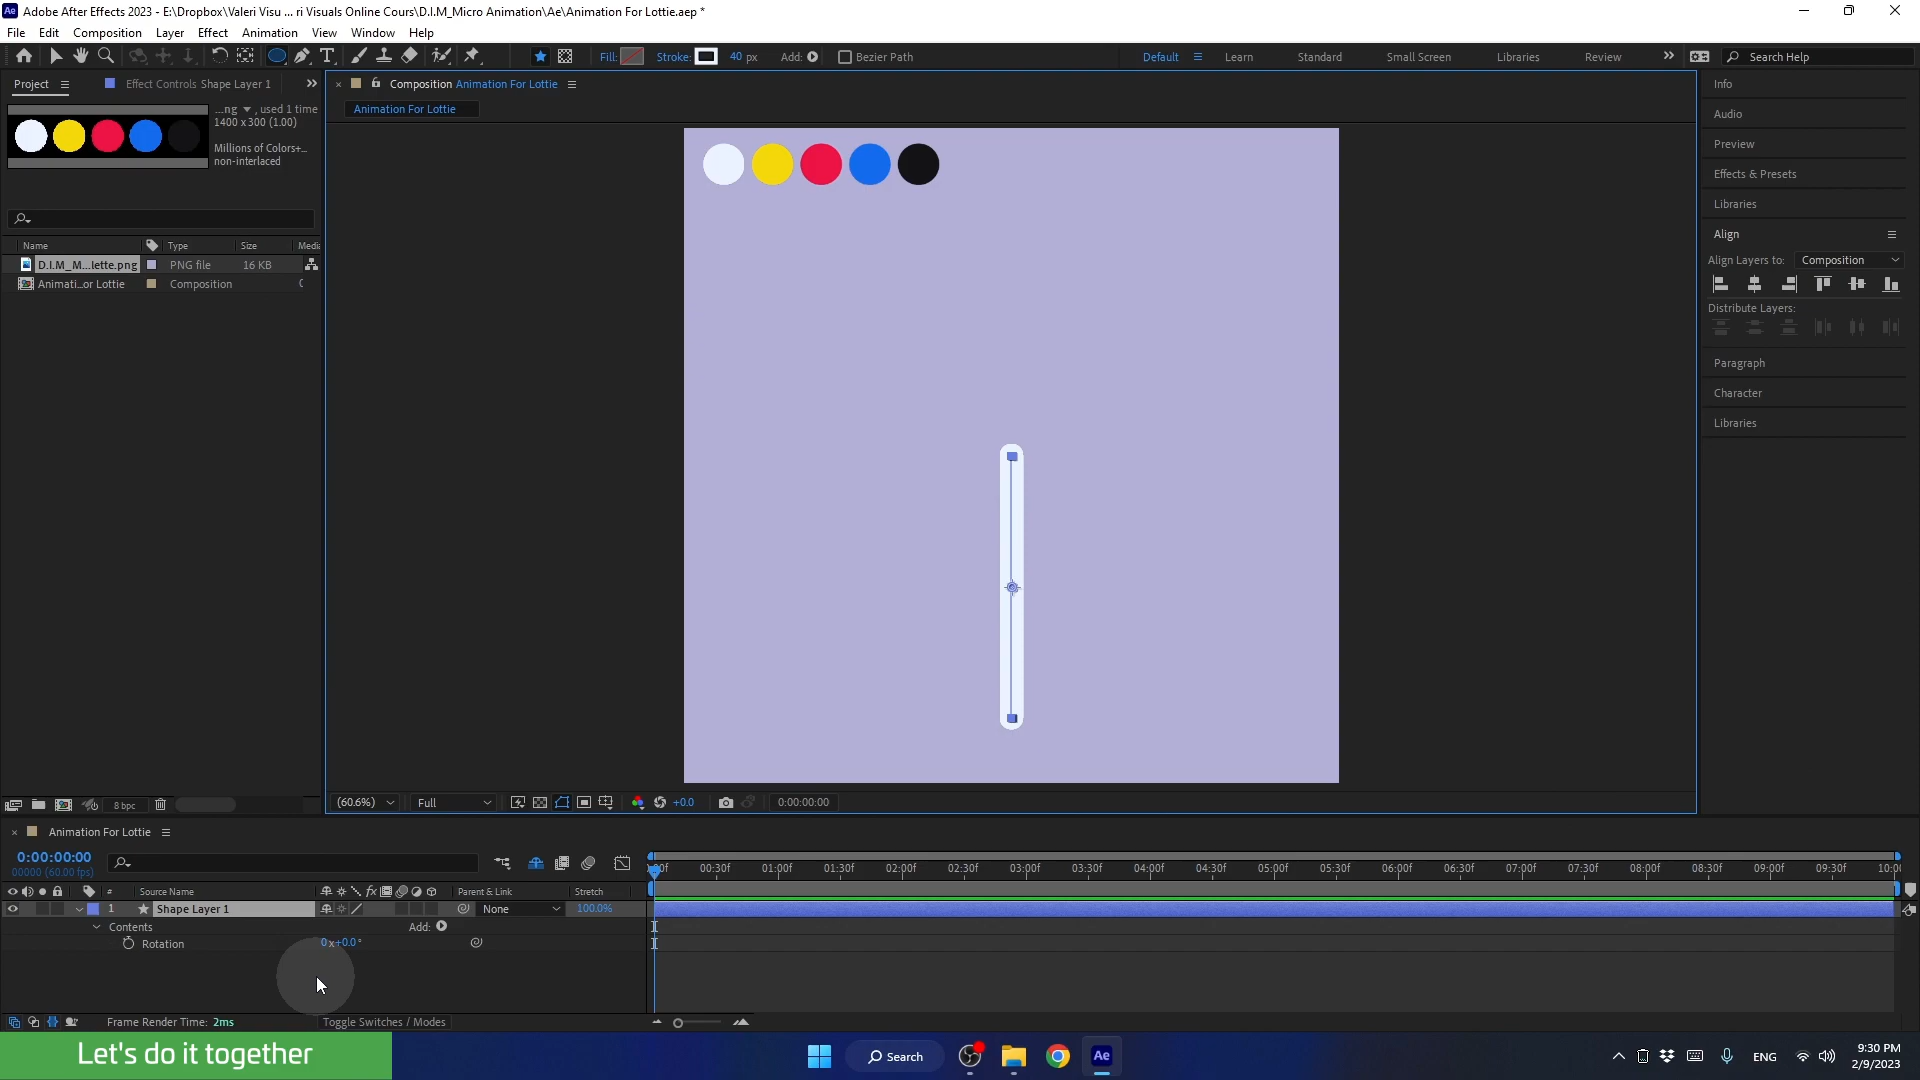 Adobe After Effects 2023 - E:\Dropbox\Valeri Visu ... ri Visuals Online Cours\D.I.M_Micro Animation\Ae\Animation For Lottie.aep *
File Edit Composition Layer Effect Animation View Window Help
Fill: Stroke: 40 px Add: Bezier Path Default Learn Standard Small Screen Libraries Review Search Help
Project Effect Controls Shape Layer 1
Composition Animation For Lottie
Animation For Lottie
...ng , used 1 time
1400 x 300 (1.00)
Millions of Colors+...
non-interlaced
Name Type Size Media
D.I.M_M...lette.png PNG file 16 KB
Animati...or Lottie Composition
Info
Audio
Preview
Effects & Presets
Libraries
Align
Align Layers to: Composition
Distribute Layers:
Paragraph
Character
Libraries
8 bpc
(60.6%) Full +0.0 0:00:00:00
Animation For Lottie
0:00:00:00
00000 (60.00 fps)
# Source Name fx Parent & Link Stretch
00:30f 01:00f 01:30f 02:00f 02:30f 03:00f 03:30f 04:00f 04:30f 05:00f 05:30f 06:00f 06:30f 07:00f 07:30f 08:00f 08:30f 09:00f 09:30f 10:00
1 Shape Layer 1 None 100.0%
Contents Add:
Rotation 0x+0.0°
Frame Render Time: 2ms Toggle Switches / Modes
Let's do it together
Search
Ae
ENG
9:30 PM
2/9/2023